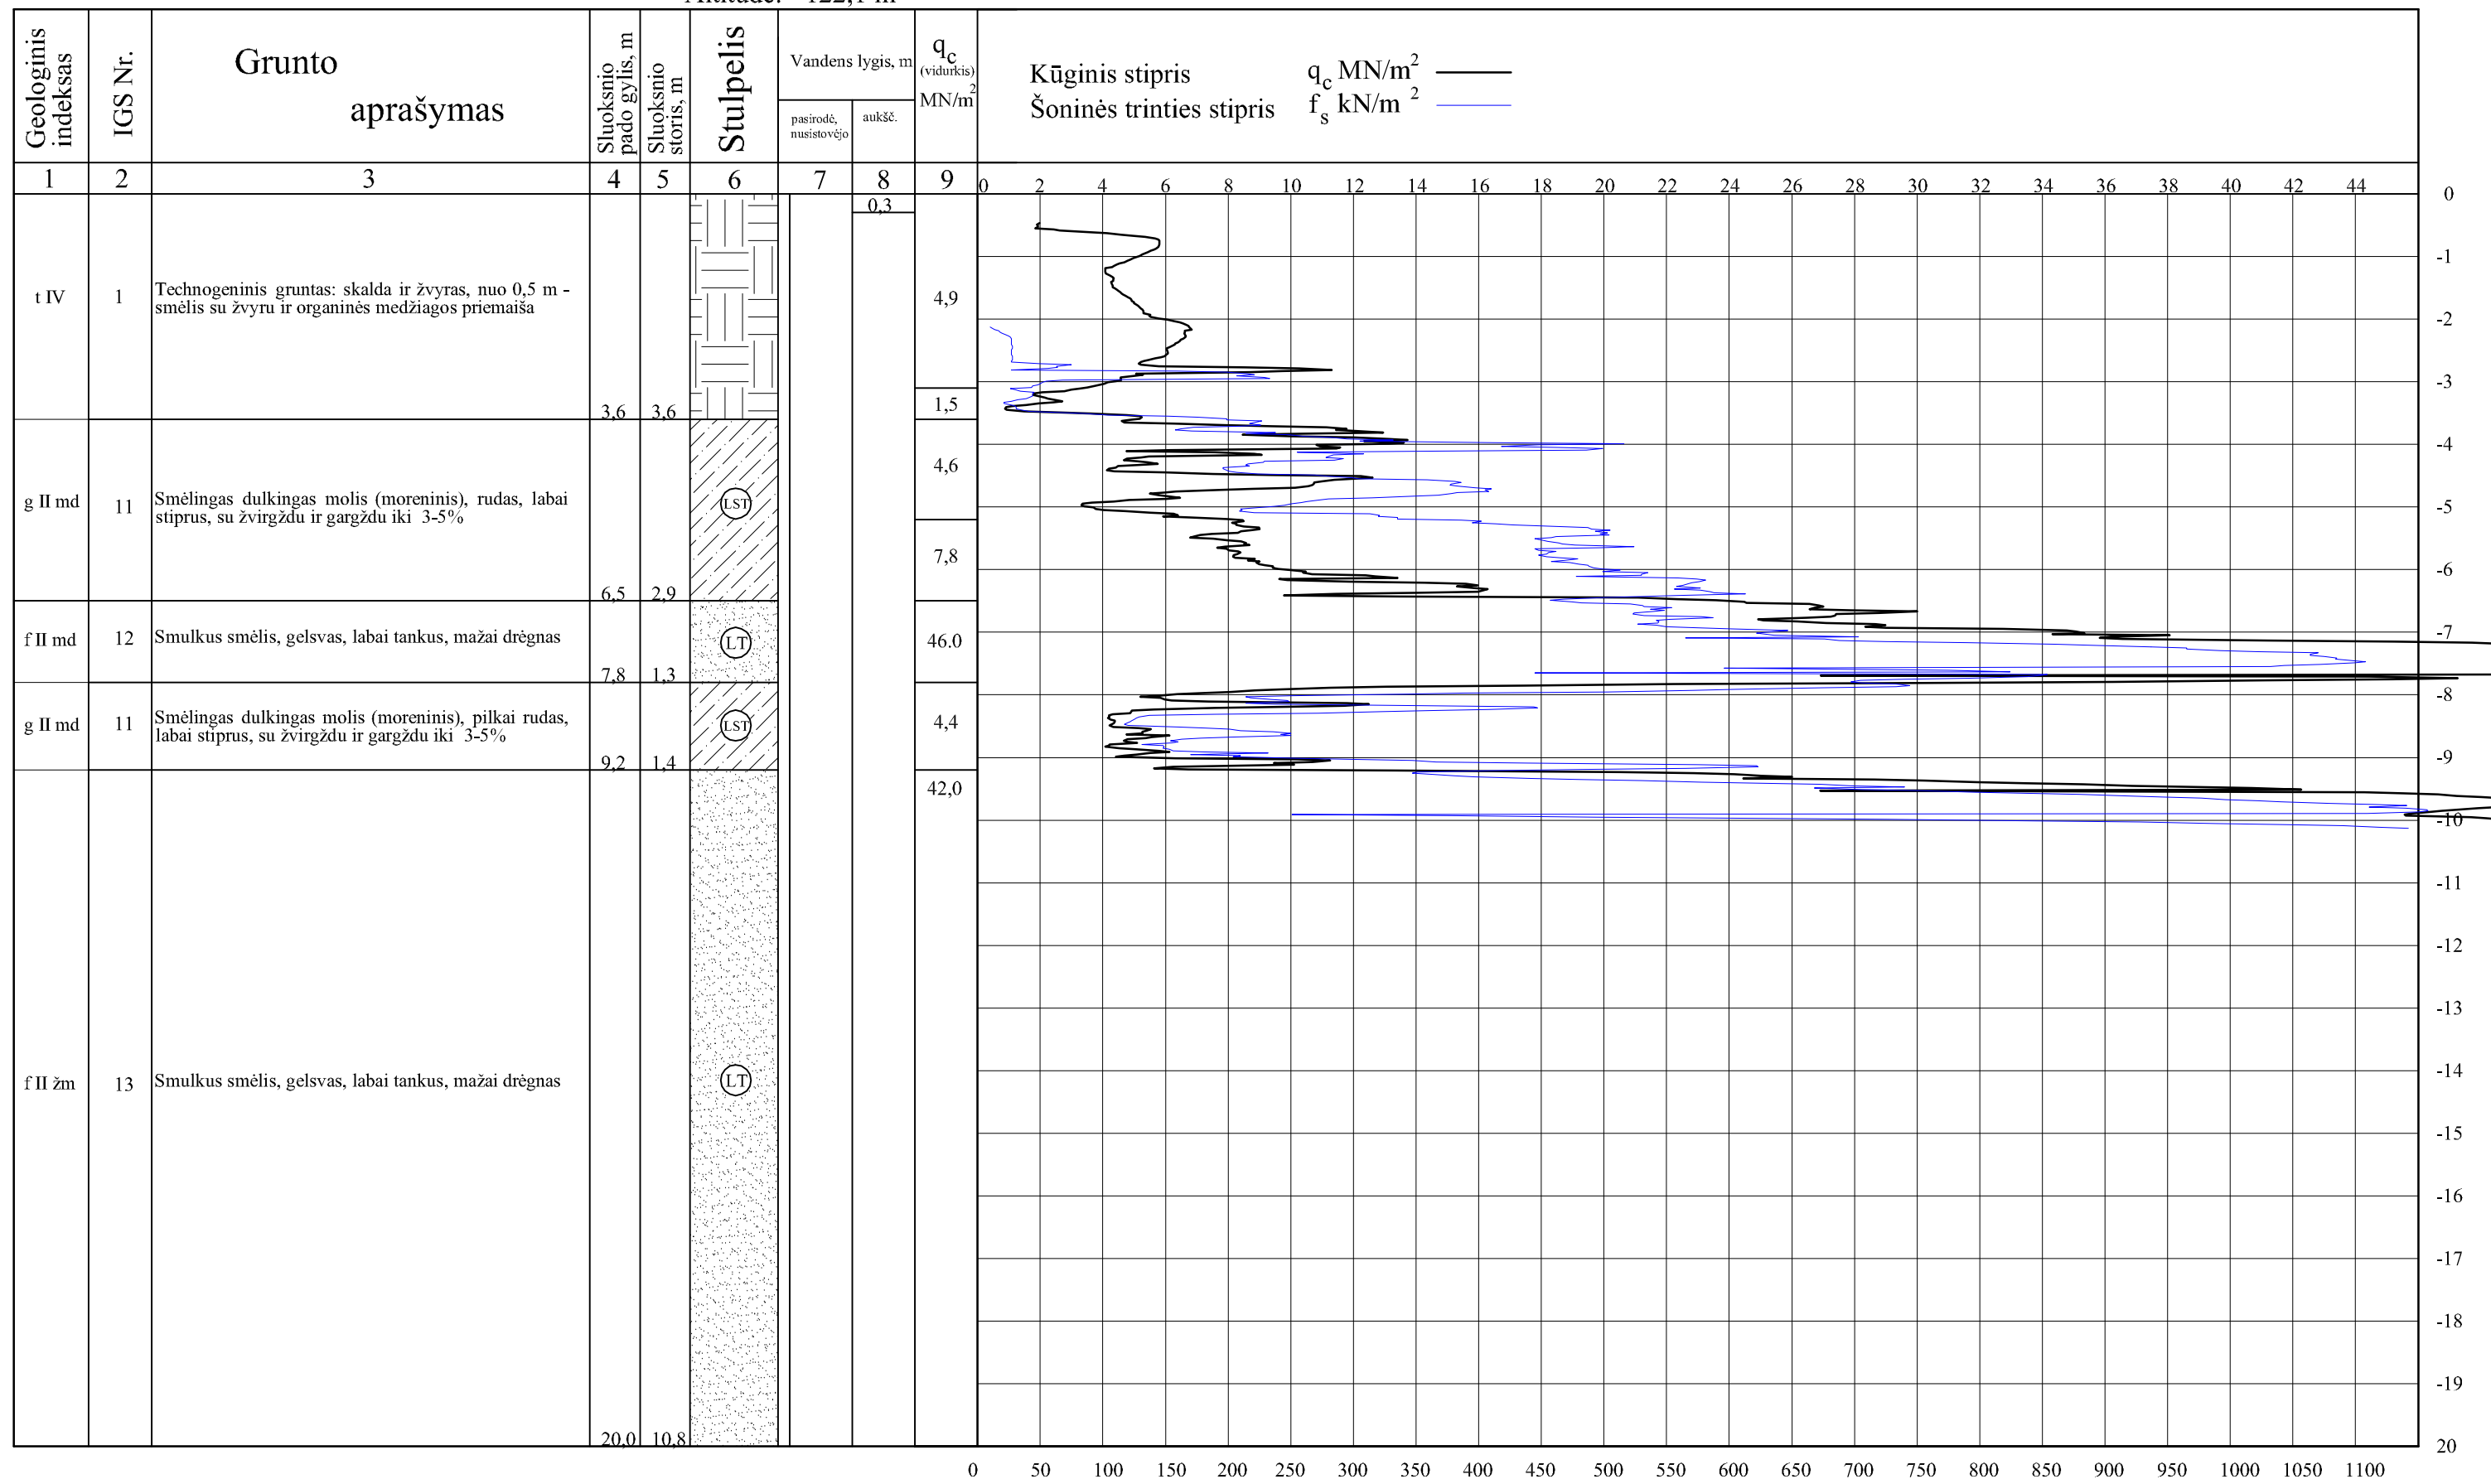 Altitudė: 122,1 m
Geologinis indeksas
IGS Nr.
Grunto
aprašymas
Sluoksnio pado gylis, m
Sluoksnio storis, m
Stulpelis
Vandens lygis, m
pasirodė,
nusistovėjo
aukšč.
qc
(vidurkis)
MN/m2
Kūginis stipris qc MN/m2
Šoninės trinties stipris fs kN/m 2
1 2 3 4 5 6 7 8 9
0 2 4 6 8 10 12 14 16 18 20 22 24 26 28 30 32 34 36 38 40 42 44
0
0,3
-1
t IV 1
Technogeninis gruntas: skalda ir žvyras, nuo 0,5 m -
smėlis su žvyru ir organinės medžiagos priemaiša
4,9
-2
-3
1,5
3,6 3,6
-4
4,6
g II md 11
Smėlingas dulkingas molis (moreninis), rudas, labai
stiprus, su žvirgždu ir gargždu iki 3-5%
LST
-5
7,8
-6
6,5 2,9
f II md 12
Smulkus smėlis, gelsvas, labai tankus, mažai drėgnas
LT
46.0
-7
7,8 1,3
-8
g II md 11
Smėlingas dulkingas molis (moreninis), pilkai rudas,
labai stiprus, su žvirgždu ir gargždu iki 3-5%
LST
4,4
-9
9,2 1,4
42,0
-10
-11
-12
-13
-14
f II žm 13
Smulkus smėlis, gelsvas, labai tankus, mažai drėgnas
LT
-15
-16
-17
-18
-19
20,0 10,8
20
0 50 100 150 200 250 300 350 400 450 500 550 600 650 700 750 800 850 900 950 1000 1050 1100